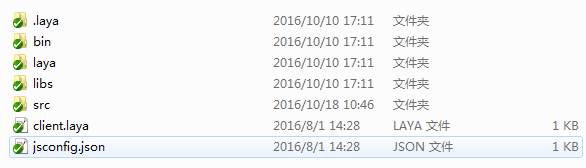 .laya 2016/10/10 17:11 文件夹
bin 2016/10/10 17:11 文件夹
laya 2016/10/10 17:11 文件夹
libs 2016/10/10 17:11 文件夹
src 2016/10/18 10:46 文件夹
client.laya 2016/8/1 14:28 LAYA 文件 1 KB
jsconfig.json 2016/8/1 14:28 JSON 文件 1 KB